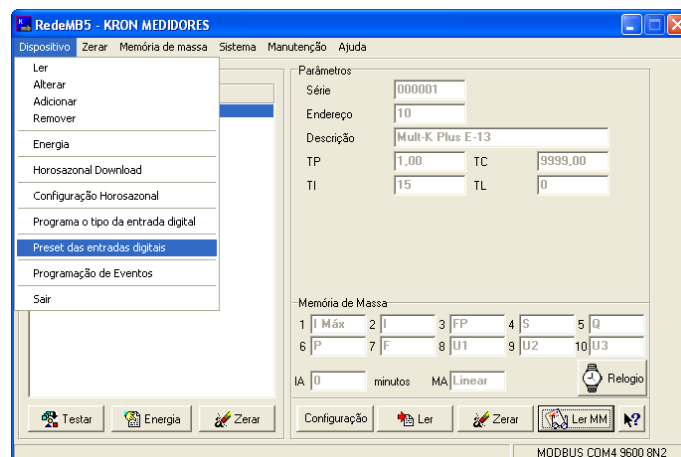 RedeMB5 - KRON MEDIDORES
Dispositivo Zerar Memória de massa Sistema Manutenção Ajuda
Ler
Alterar
Adicionar
Remover
Energia
Horosazonal Download
Configuração Horosazonal
Programa o tipo da entrada digital
Preset das entradas digitais
Programação de Eventos
Sair
Parâmetros
Série 000001
Endereço 10
Descrição Mult-K Plus E-13
TP 1,00 TC 9999,00
TI 15 TL 0
Memória de Massa
1 I Máx 2 I 3 FP 4 S 5 Q
6 P 7 F 8 U1 9 U2 10 U3
IA 0 minutos MA Linear Relogio
Testar Energia Zerar Configuração Ler Zerar Ler MM
MODBUS COM4 9600 8N2